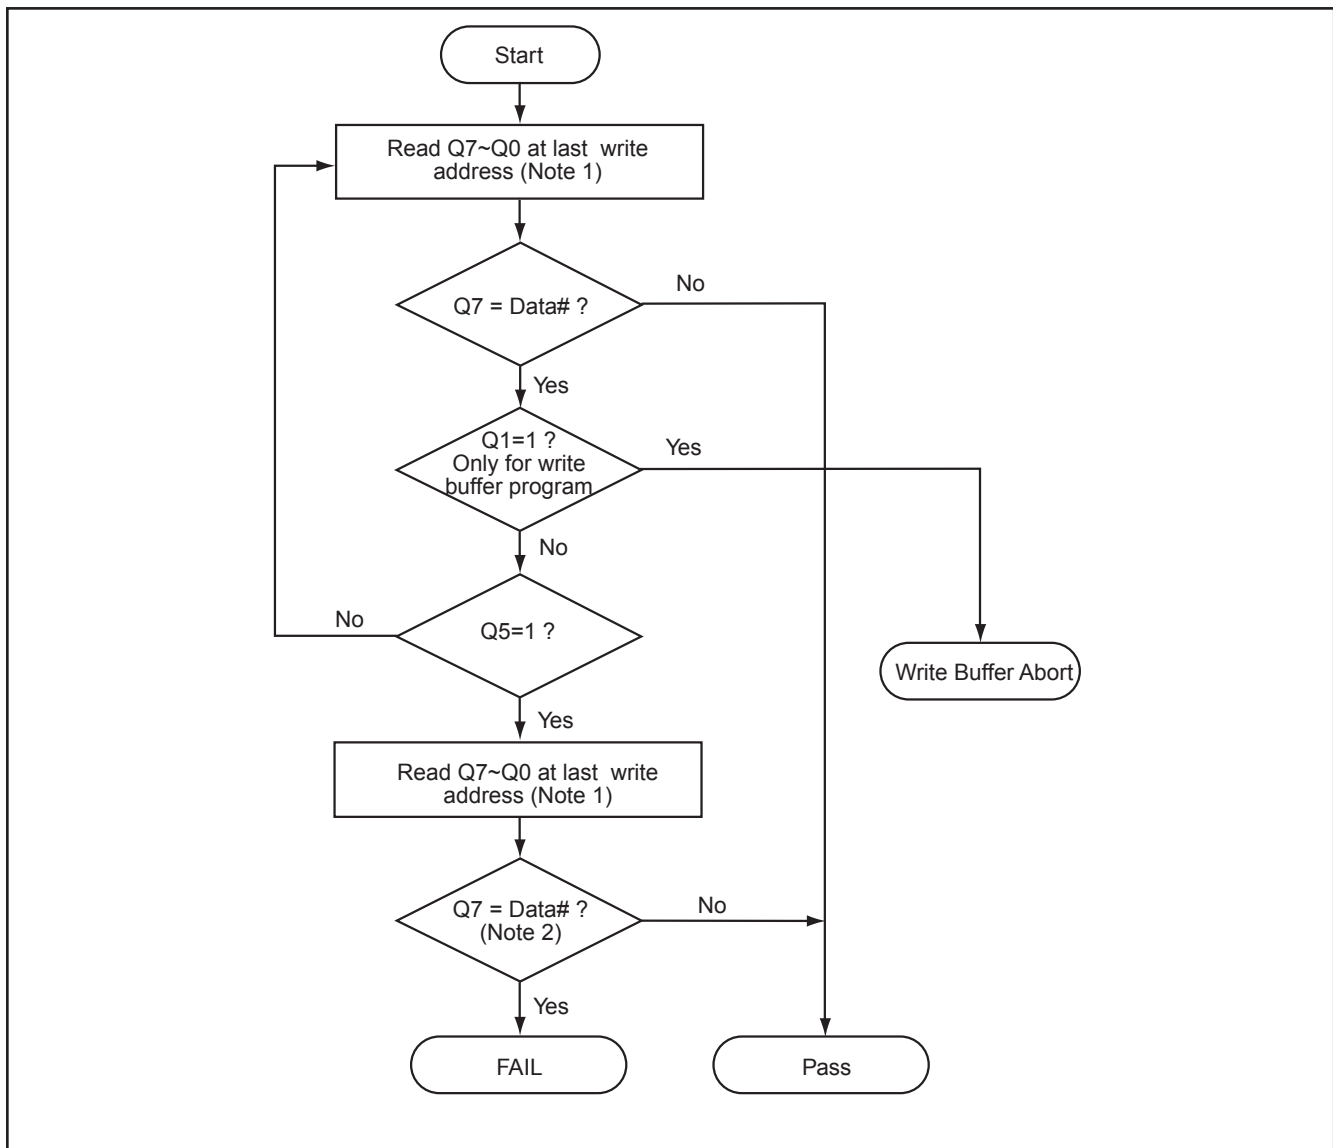 Start
Read Q7~Q0 at last write
address (Note 1)
Q7 = Data# ?
No
Yes
Q1=1 ?
Only for write
buffer program
Yes
No
Q5=1 ?
No
Write Buffer Abort
Yes
Read Q7~Q0 at last write
address (Note 1)
Q7 = Data# ?
(Note 2)
No
Yes
FAIL
Pass